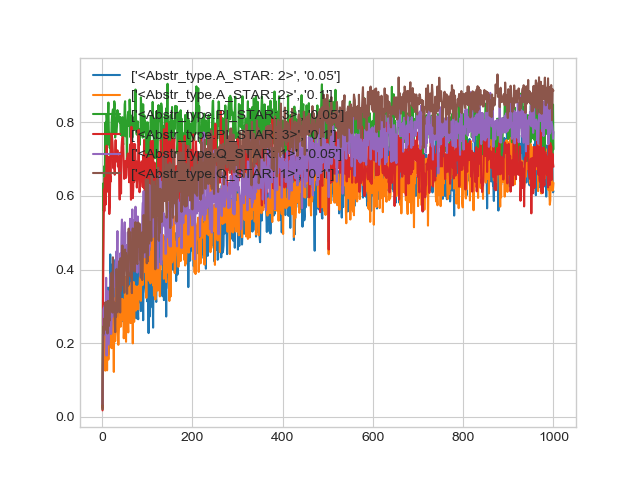 ['<Abstr_type.A_STAR: 2>', '0.05']
['<Abstr_type.A_STAR: 2>', '0.1']
['<Abstr_type.PI_STAR: 3>', '0.05']
['<Abstr_type.PI_STAR: 3>', '0.1']
['<Abstr_type.Q_STAR: 1>', '0.05']
['<Abstr_type.Q_STAR: 1>', '0.1']
0.8
0.6
0.4
0.2
0.0
0 200 400 600 800 1000